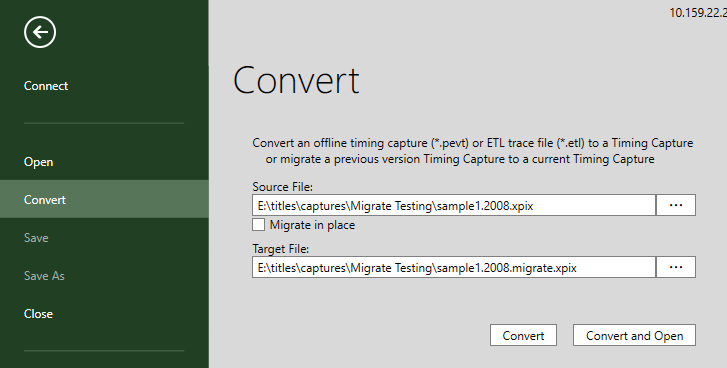 10.159.22.2
Connect
Open
Convert
Save
Save As
Close
Convert
Convert an offline timing capture (*.pevt) or ETL trace file (*.etl) to a Timing Capture
or migrate a previous version Timing Capture to a current Timing Capture
Source File:
E:\titles\captures\Migrate Testing\sample1.2008.xpix ...
Migrate in place
Target File:
E:\titles\captures\Migrate Testing\sample1.2008.migrate.xpix ...
Convert Convert and Open